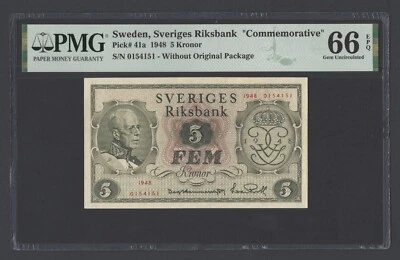 PMG
PAPER MONEY GUARANTY
Sweden, Sveriges Riksbank "Commemorative"
Pick# 41a 1948 5 Kronor
S/N 0154151 - Without Original Package
66 EPQ
Gem Uncirculated
1948 0154151
SVERIGES
Riksbank
5
FEM
Kronor
1948
0154151
5
5